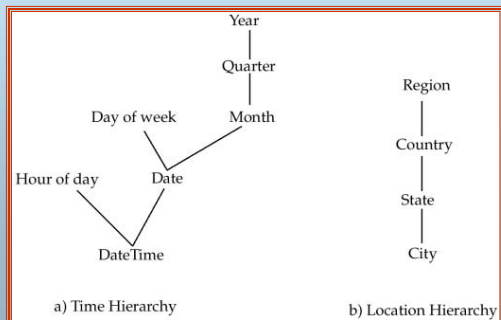 Year
Quarter
Region
Day of week
Month
Country
Hour of day
Date
State
DateTime
City
a) Time Hierarchy
b) Location Hierarchy